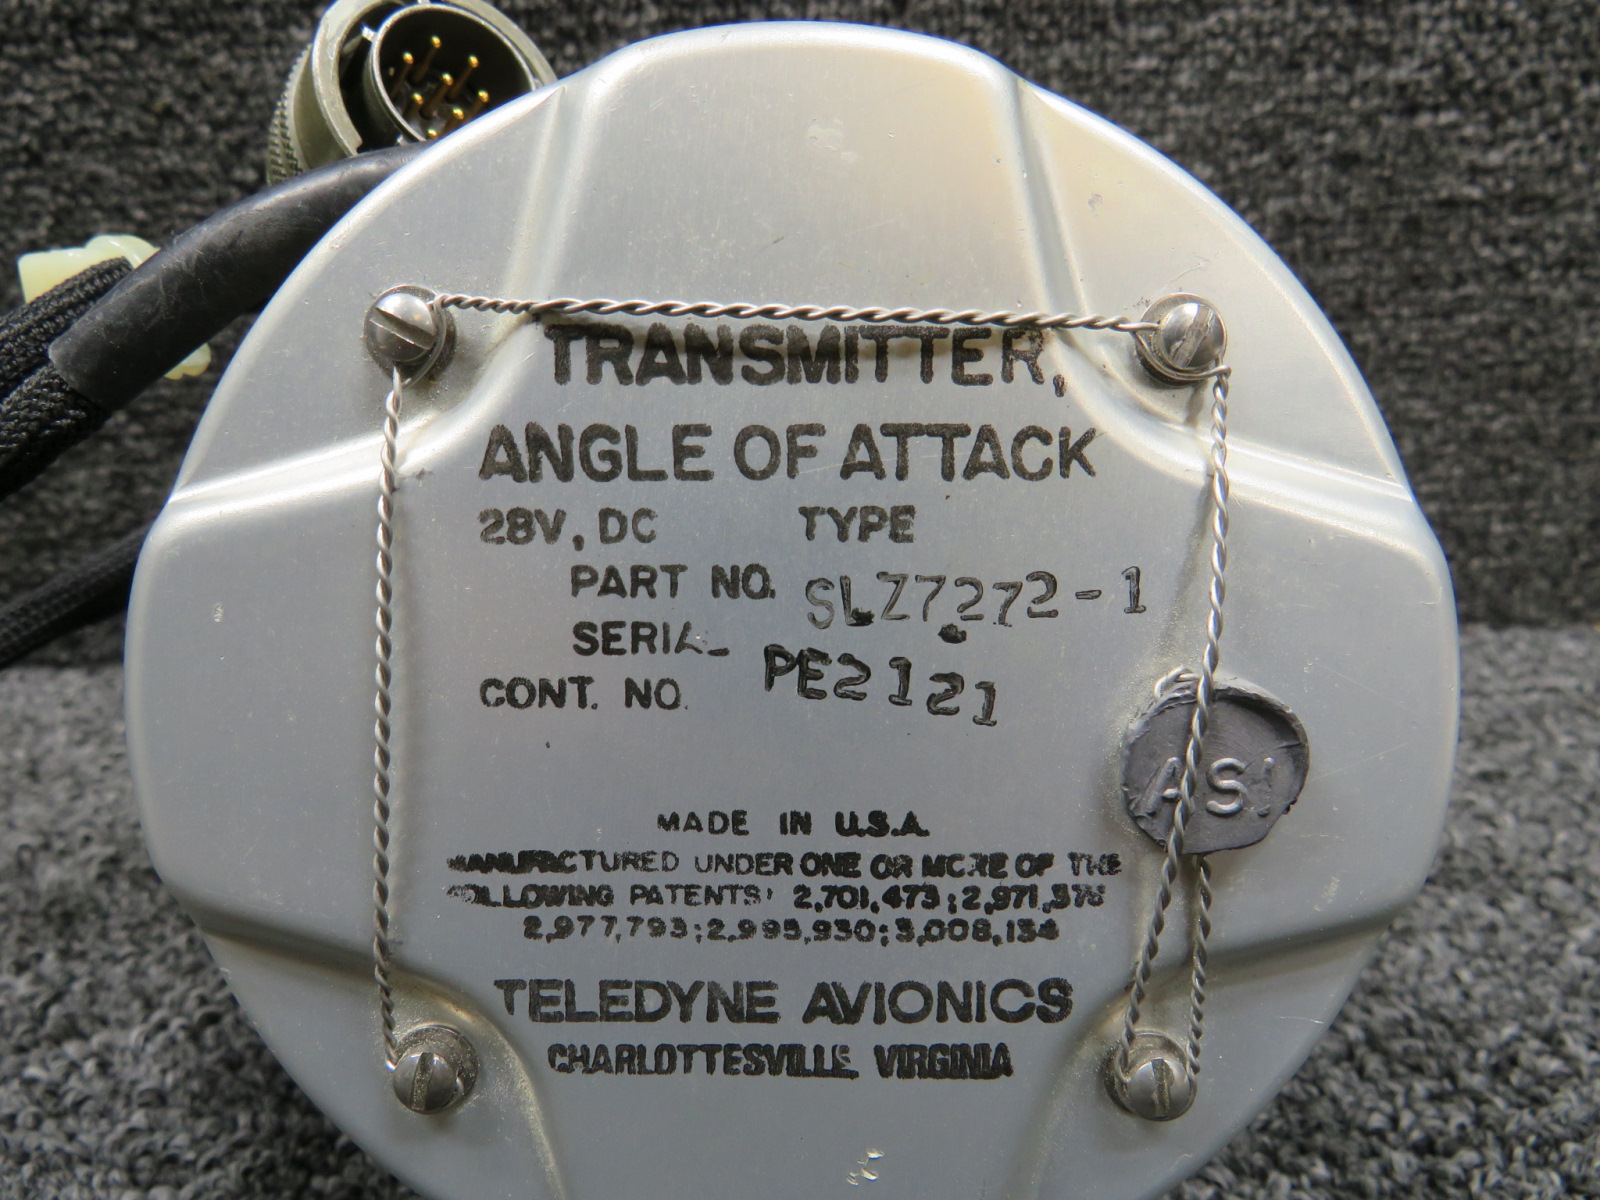 TRANSMITTER,
ANGLE OF ATTACK
28V, DC TYPE
PART NO. SLZ7272-1
SERIAL PE2121
CONT. NO.
MADE IN U.S.A.
MANUFACTURED UNDER ONE OR MORE OF THE
FOLLOWING PATENTS: 2,701,473; 2,971,
2,977,793; 2,995,930; 3,008,134
TELEDYNE AVIONICS
CHARLOTTESVILLE VIRGINIA